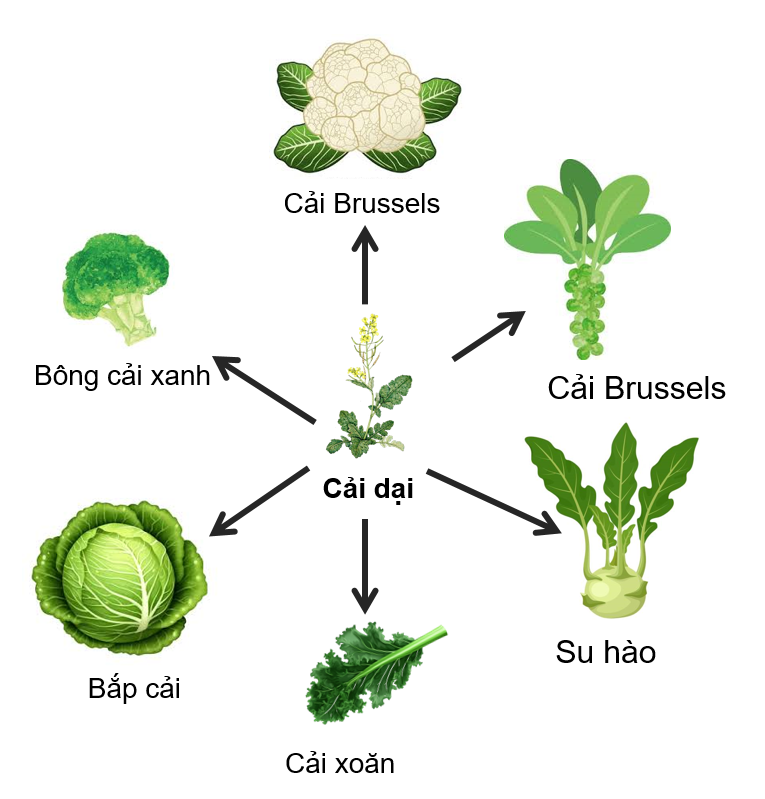 Cải Brussels
Bông cải xanh
Cải Brussels
Cải dại
Su hào
Bắp cải
Cải xoăn